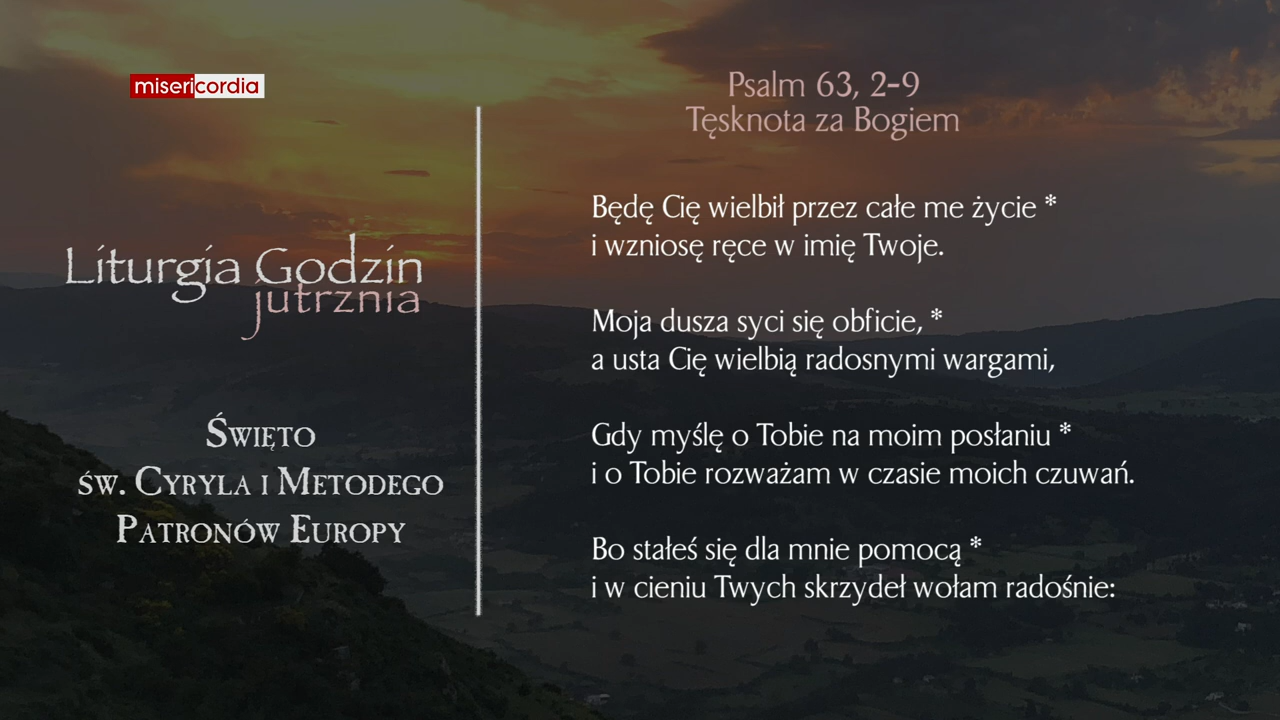 misericordia
Liturgia Godzin
jutrznia
Święto
św. Cyryla i Metodego
Patronów Europy
Psalm 63, 2-9
Tęsknota za Bogiem
Będę Cię wielbił przez całe me życie *
i wzniosę ręce w imię Twoje.
Moja dusza syci się obficie, *
a usta Cię wielbią radosnymi wargami,
Gdy myślę o Tobie na moim posłaniu *
i o Tobie rozważam w czasie moich czuwań.
Bo stałeś się dla mnie pomocą *
i w cieniu Twych skrzydeł wołam radośnie: